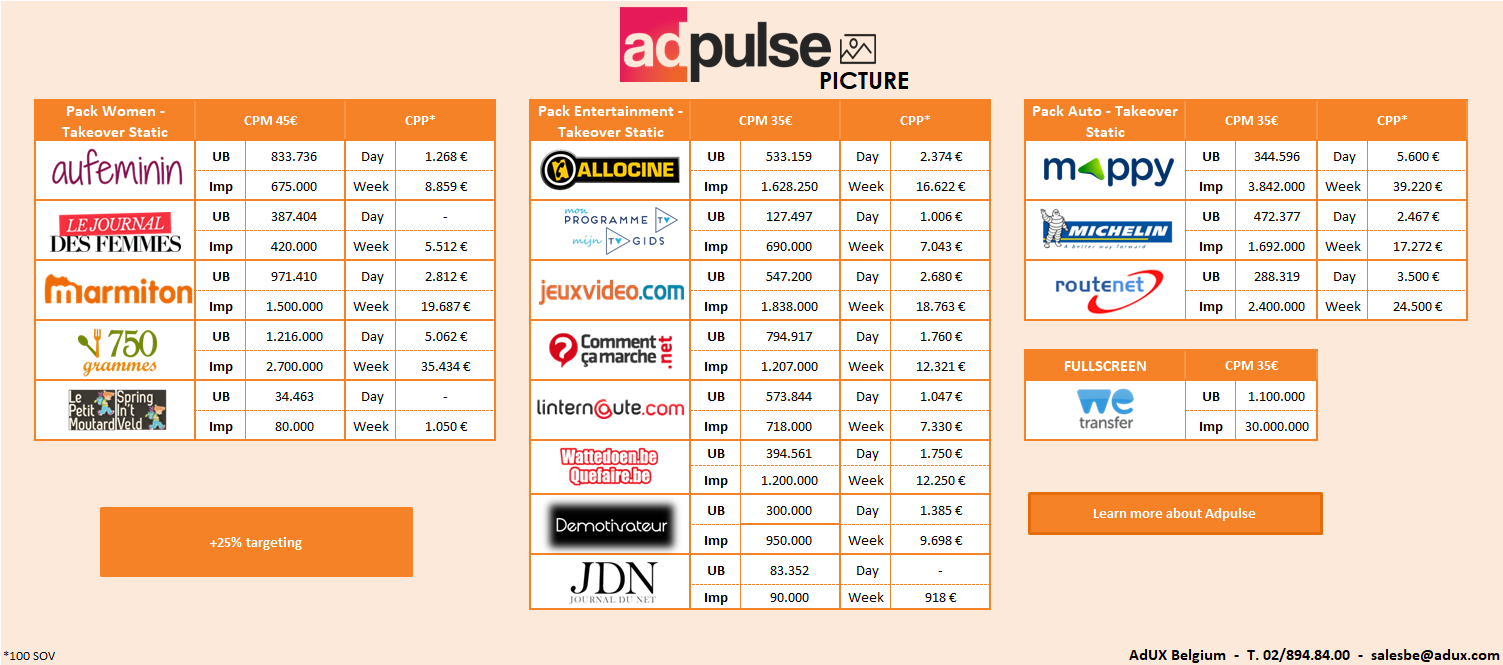 adpulse
PICTURE
Pack Women - Takeover Static CPM 45€ CPP*
aufeminin UB 833.736 Day 1.268 €
Imp 675.000 Week 8.859 €
LE JOURNAL DES FEMMES UB 387.404 Day -
Imp 420.000 Week 5.512 €
marmiton UB 971.410 Day 2.812 €
Imp 1.500.000 Week 19.687 €
750 grammes UB 1.216.000 Day 5.062 €
Imp 2.700.000 Week 35.434 €
Le Petit Moutard Spring In't Veld UB 34.463 Day -
Imp 80.000 Week 1.050 €
+25% targeting
Pack Entertainment - Takeover Static CPM 35€ CPP*
ALLOCINE UB 533.159 Day 2.374 €
Imp 1.628.250 Week 16.622 €
mon PROGRAMME TV mijn TV GIDS UB 127.497 Day 1.006 €
Imp 690.000 Week 7.043 €
jeuxvideo.com UB 547.200 Day 2.680 €
Imp 1.838.000 Week 18.763 €
Comment ça marche .net UB 794.917 Day 1.760 €
Imp 1.207.000 Week 12.321 €
linternaute.com UB 573.844 Day 1.047 €
Imp 718.000 Week 7.330 €
Wattedoen.be Quefaire.be UB 394.561 Day 1.750 €
Imp 1.200.000 Week 12.250 €
Demotivateur UB 300.000 Day 1.385 €
Imp 950.000 Week 9.698 €
JDN JOURNAL DU NET UB 83.352 Day -
Imp 90.000 Week 918 €
Pack Auto - Takeover Static CPM 35€ CPP*
mappy UB 344.596 Day 5.600 €
Imp 3.842.000 Week 39.220 €
MICHELIN A better way forward UB 472.377 Day 2.467 €
Imp 1.692.000 Week 17.272 €
routenet UB 288.319 Day 3.500 €
Imp 2.400.000 Week 24.500 €
FULLSCREEN CPM 35€
we transfer UB 1.100.000
Imp 30.000.000
Learn more about Adpulse
*100 SOV
AdUX Belgium - T. 02/894.84.00 - salesbe@adux.com